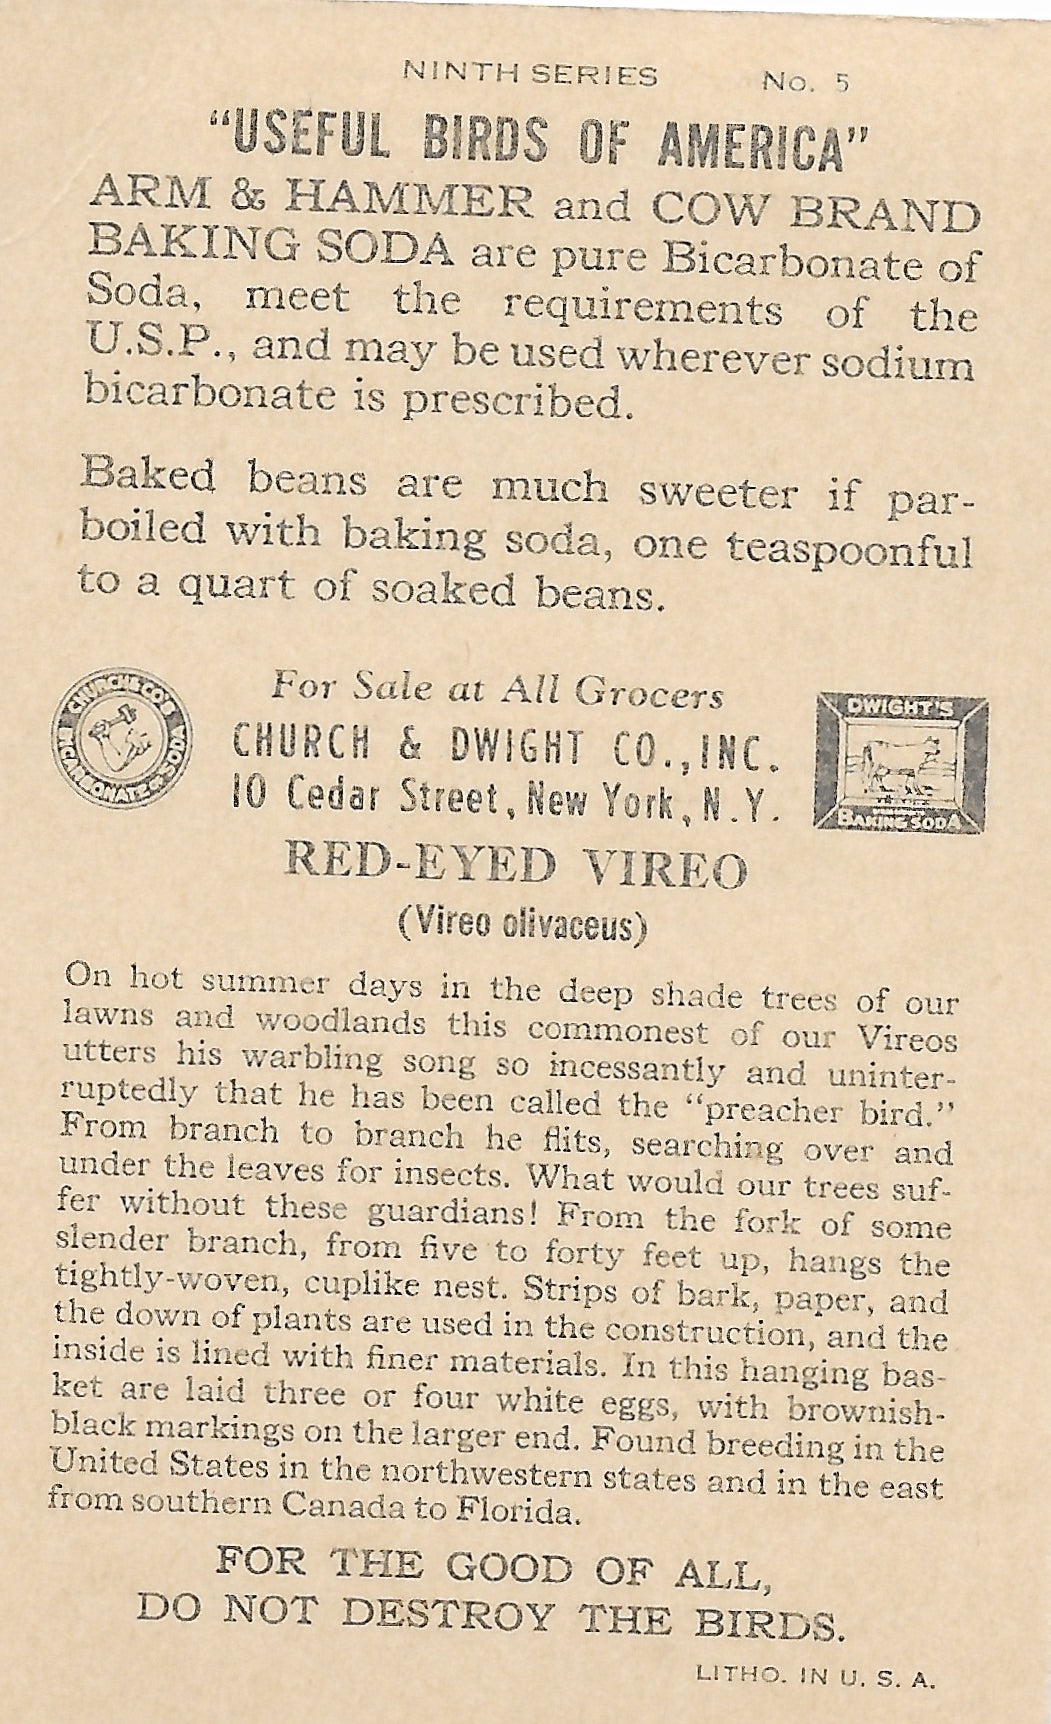 NINTH SERIES No. 5
"USEFUL BIRDS OF AMERICA"
ARM & HAMMER and COW BRAND
BAKING SODA are pure Bicarbonate of
Soda, meet the requirements of the
U.S.P., and may be used wherever sodium
bicarbonate is prescribed.
Baked beans are much sweeter if par-
boiled with baking soda, one teaspoonful
to a quart of soaked beans.
CHURCH & CO'S
BICARBONATE OF SODA
For Sale at All Grocers
CHURCH & DWIGHT CO., INC.
10 Cedar Street, New York, N.Y.
DWIGHT'S
BAKING SODA
RED-EYED VIREO
(Vireo olivaceus)
On hot summer days in the deep shade trees of our
lawns and woodlands this commonest of our Vireos
utters his warbling song so incessantly and uninter-
ruptedly that he has been called the "preacher bird."
From branch to branch he flits, searching over and
under the leaves for insects. What would our trees suf-
fer without these guardians! From the fork of some
slender branch, from five to forty feet up, hangs the
tightly-woven, cuplike nest. Strips of bark, paper, and
the down of plants are used in the construction, and the
inside is lined with finer materials. In this hanging bas-
ket are laid three or four white eggs, with brownish-
black markings on the larger end. Found breeding in the
United States in the northwestern states and in the east
from southern Canada to Florida.
FOR THE GOOD OF ALL,
DO NOT DESTROY THE BIRDS.
LITHO. IN U. S. A.